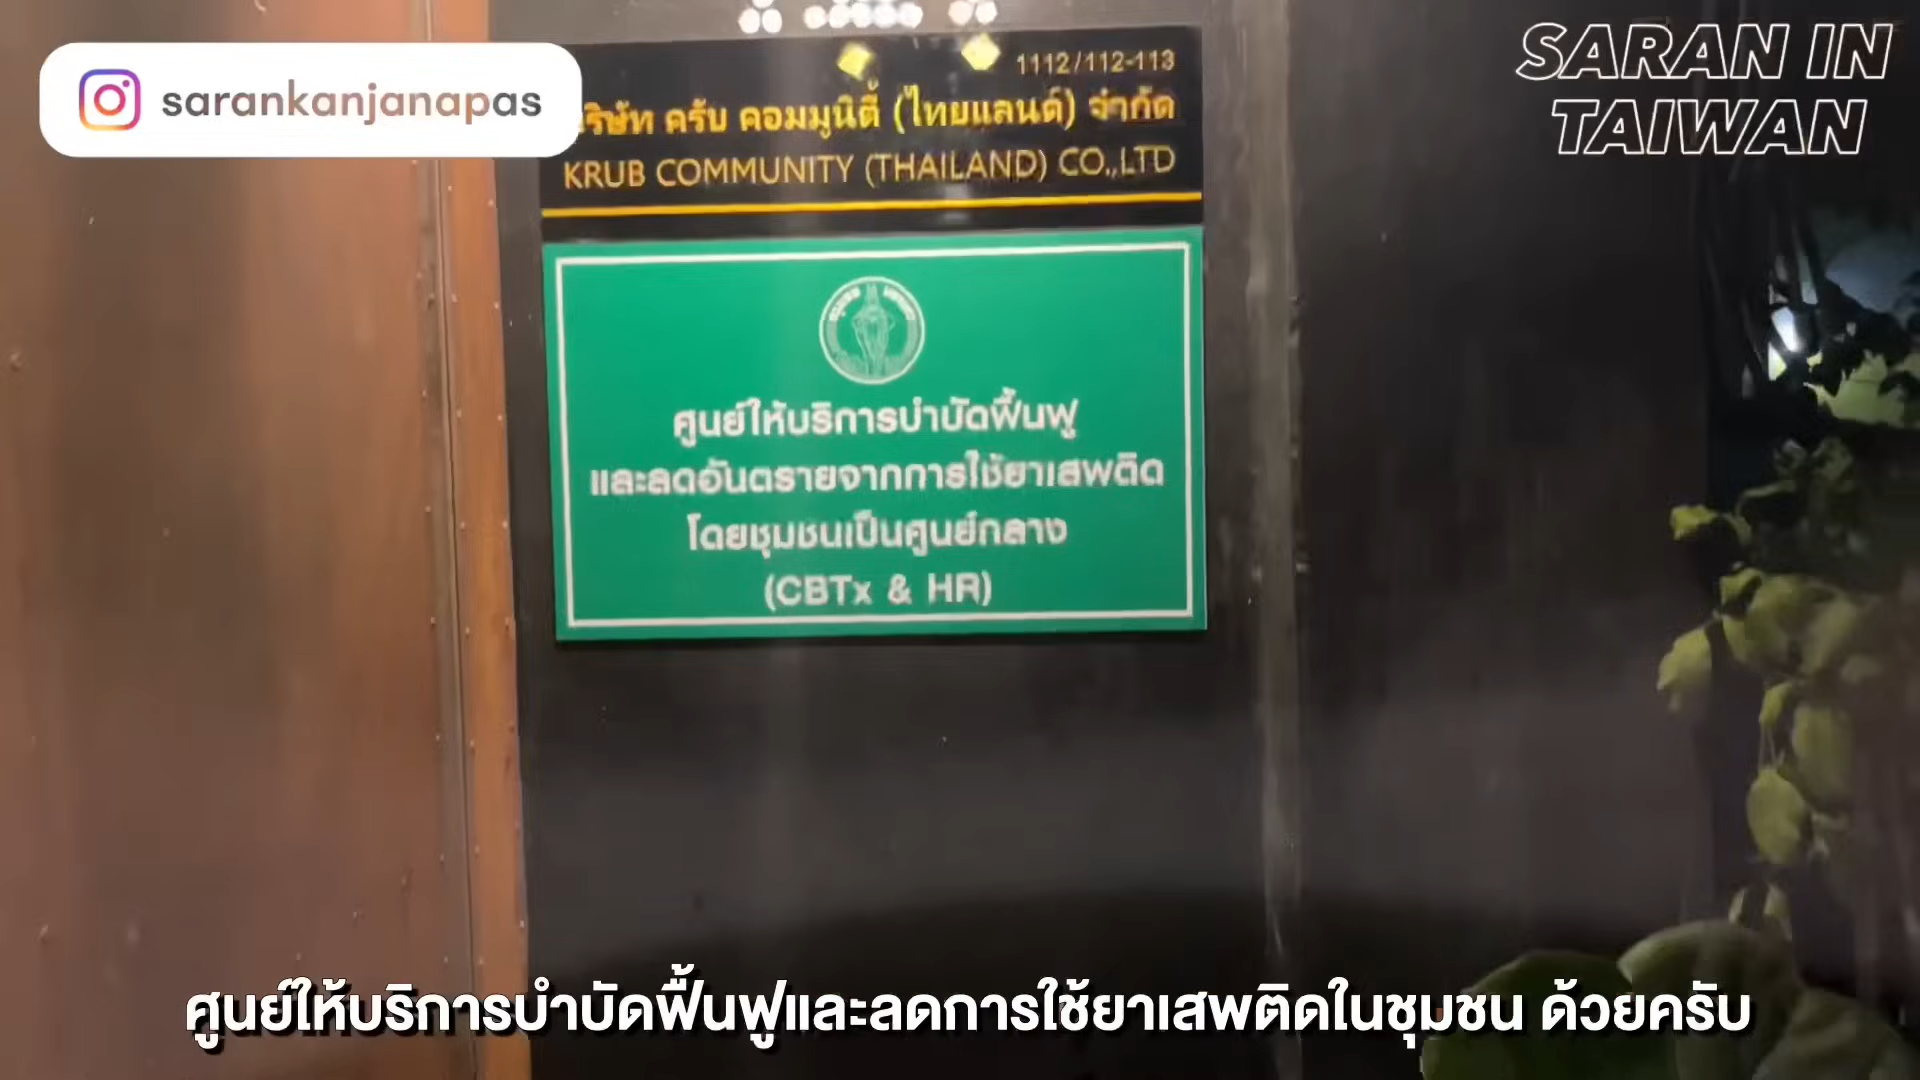 sarankanjanapas
SARAN IN
TAIWAN
1112/112-113
ครับ คอมมูนิตี้ (ไทยแลนด์) จำกัด
KRUB COMMUNITY (THAILAND) CO.,LTD
ศูนย์ให้บริการบำบัดฟื้นฟู
และลดอันตรายจากการใช้ยาเสพติด
โดยชุมชนเป็นศูนย์กลาง
(CBTx & HR)
ศูนย์ให้บริการบำบัดฟื้นฟูและลดการใช้ยาเสพติดในชุมชน ด้วยครับ